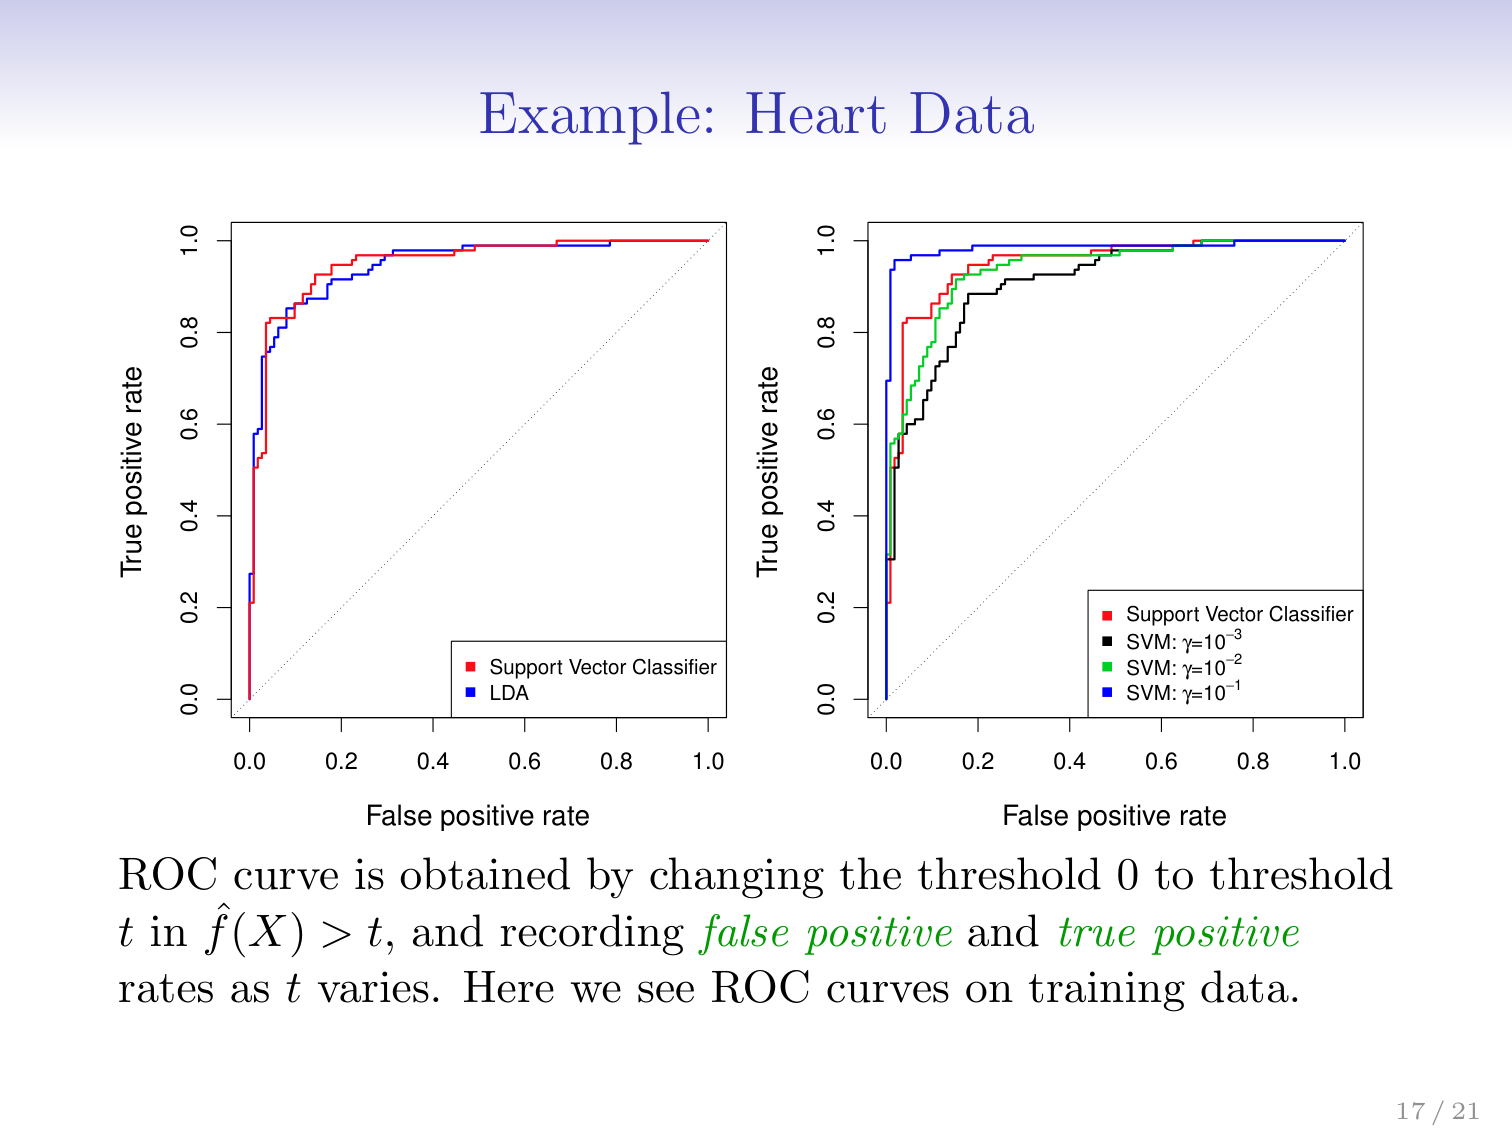 Example: Heart Data
True positive rate
1.0
0.8
0.6
0.4
0.2
0.0
Support Vector Classifier
LDA
0.0 0.2 0.4 0.6 0.8 1.0
False positive rate
True positive rate
1.0
0.8
0.6
0.4
0.2
0.0
Support Vector Classifier
SVM: γ=10⁻³
SVM: γ=10⁻²
SVM: γ=10⁻¹
0.0 0.2 0.4 0.6 0.8 1.0
False positive rate
ROC curve is obtained by changing the threshold 0 to threshold
t in f̂(X) > t, and recording false positive and true positive
rates as t varies. Here we see ROC curves on training data.
17 / 21